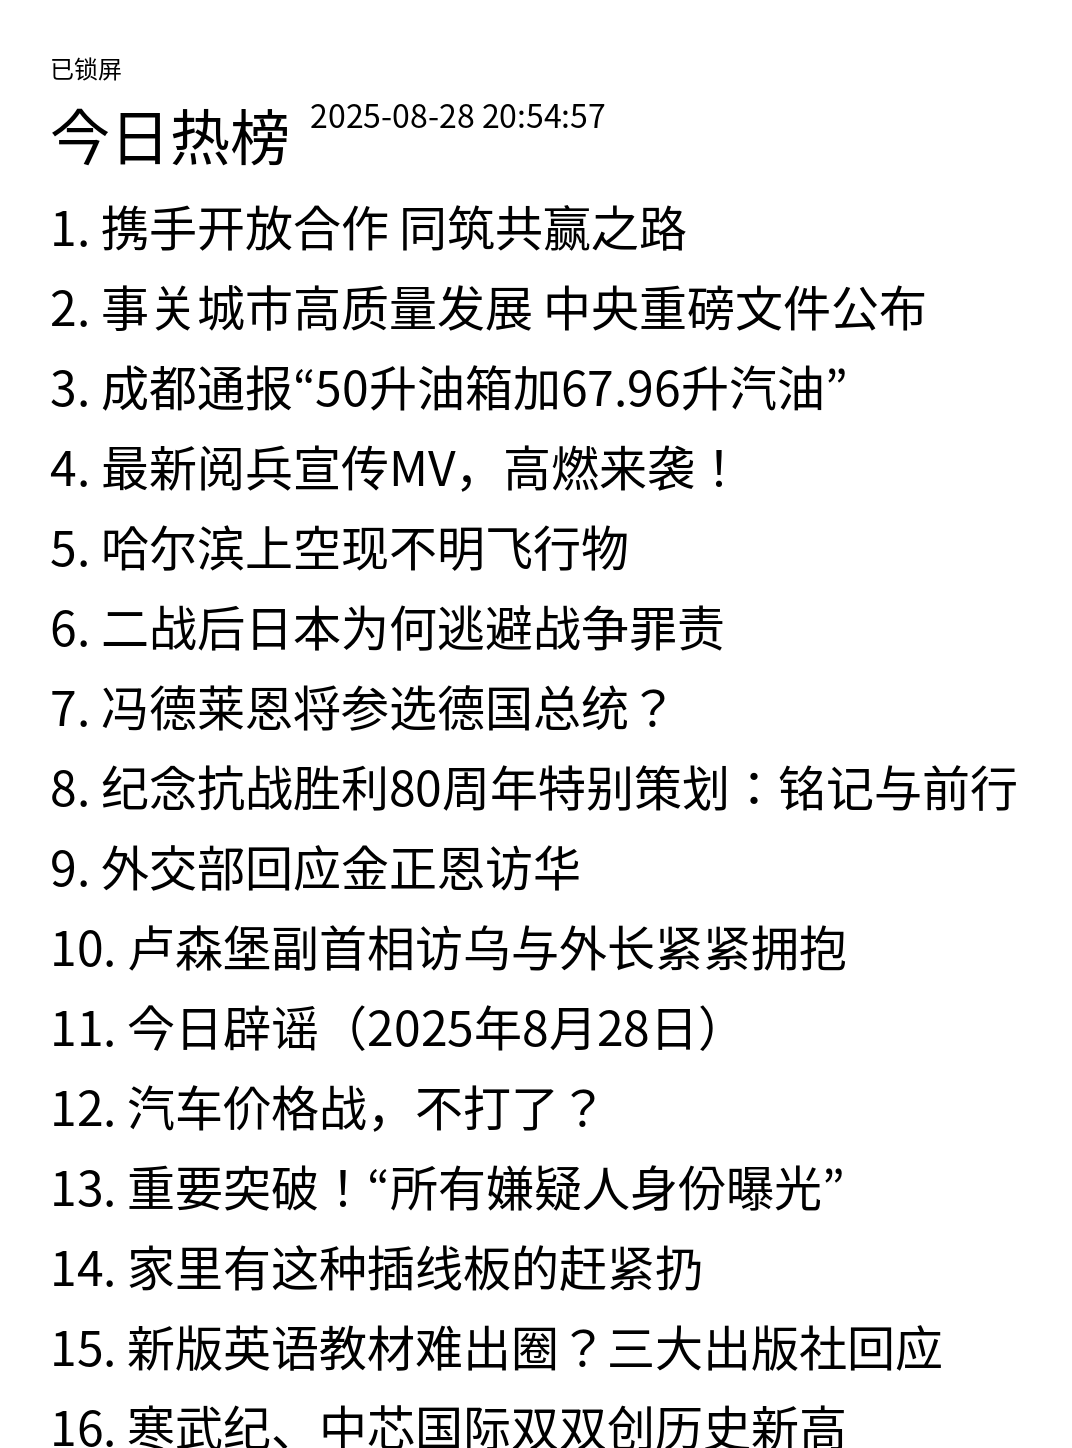 已锁屏
今日热榜 2025-08-28 20:54:57
1. 携手开放合作 同筑共赢之路
2. 事关城市高质量发展 中央重磅文件公布
3. 成都通报“50升油箱加67.96升汽油”
4. 最新阅兵宣传MV，高燃来袭！
5. 哈尔滨上空现不明飞行物
6. 二战后日本为何逃避战争罪责
7. 冯德莱恩将参选德国总统？
8. 纪念抗战胜利80周年特别策划：铭记与前行
9. 外交部回应金正恩访华
10. 卢森堡副首相访乌与外长紧紧拥抱
11. 今日辟谣（2025年8月28日）
12. 汽车价格战，不打了？
13. 重要突破！“所有嫌疑人身份曝光”
14. 家里有这种插线板的赶紧扔
15. 新版英语教材难出圈？三大出版社回应
16. 寒武纪、中芯国际双双创历史新高